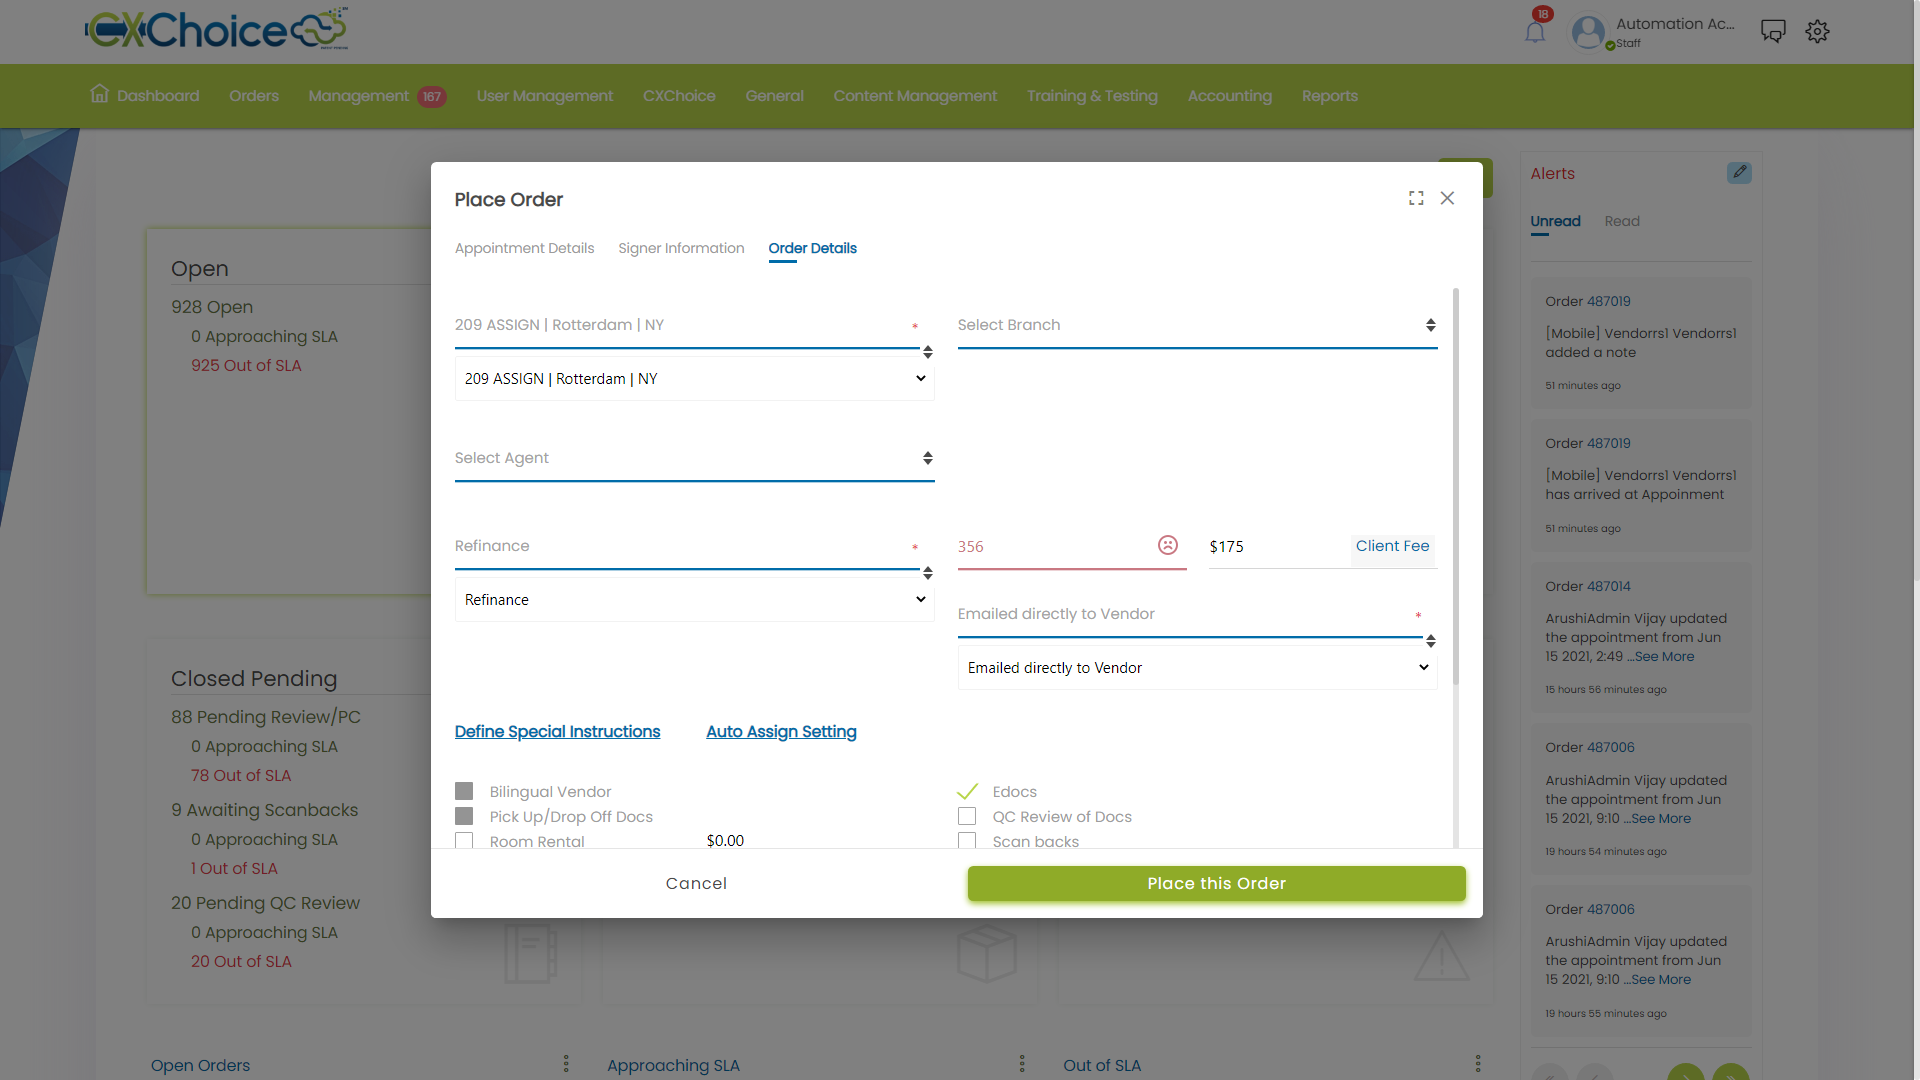 CXChoice
18
Automation Ac...
Staff
Dashboard
Orders
Management 167
User Management
CXChoice
General
Content Management
Training & Testing
Accounting
Reports
Place Order
Appointment Details
Signer Information
Order Details
209 ASSIGN | Rotterdam | NY *
Select Branch
209 ASSIGN | Rotterdam | NY
Select Agent
Refinance *
356
$175
Client Fee
Refinance
Emailed directly to Vendor *
Emailed directly to Vendor
Define Special Instructions
Auto Assign Setting
Bilingual Vendor
Edocs
Pick Up/Drop Off Docs
QC Review of Docs
Room Rental
$0.00
Scan backs
Cancel
Place this Order
Open
928 Open
0 Approaching SLA
925 Out of SLA
Closed Pending
88 Pending Review/PC
0 Approaching SLA
78 Out of SLA
9 Awaiting Scanbacks
0 Approaching SLA
1 Out of SLA
20 Pending QC Review
0 Approaching SLA
20 Out of SLA
Open Orders
Approaching SLA
Out of SLA
Alerts
Unread
Read
Order 487019
[Mobile] Vendorrs1 Vendorrs1
added a note
51 minutes ago
Order 487019
[Mobile] Vendorrs1 Vendorrs1
has arrived at Appoinment
51 minutes ago
Order 487014
ArushiAdmin Vijay updated
the appointment from Jun
15 2021, 2:49 ...See More
15 hours 56 minutes ago
Order 487006
ArushiAdmin Vijay updated
the appointment from Jun
15 2021, 9:10 ...See More
19 hours 54 minutes ago
Order 487006
ArushiAdmin Vijay updated
the appointment from Jun
15 2021, 9:10 ...See More
19 hours 55 minutes ago